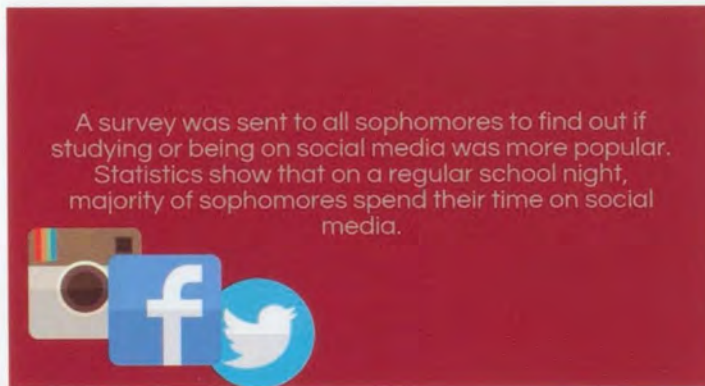 A survey was sent to all sophomores to find out if
studying or being on social media was more popular.
Statistics show that on a regular school night,
majority of sophomores spend their time on social
media.